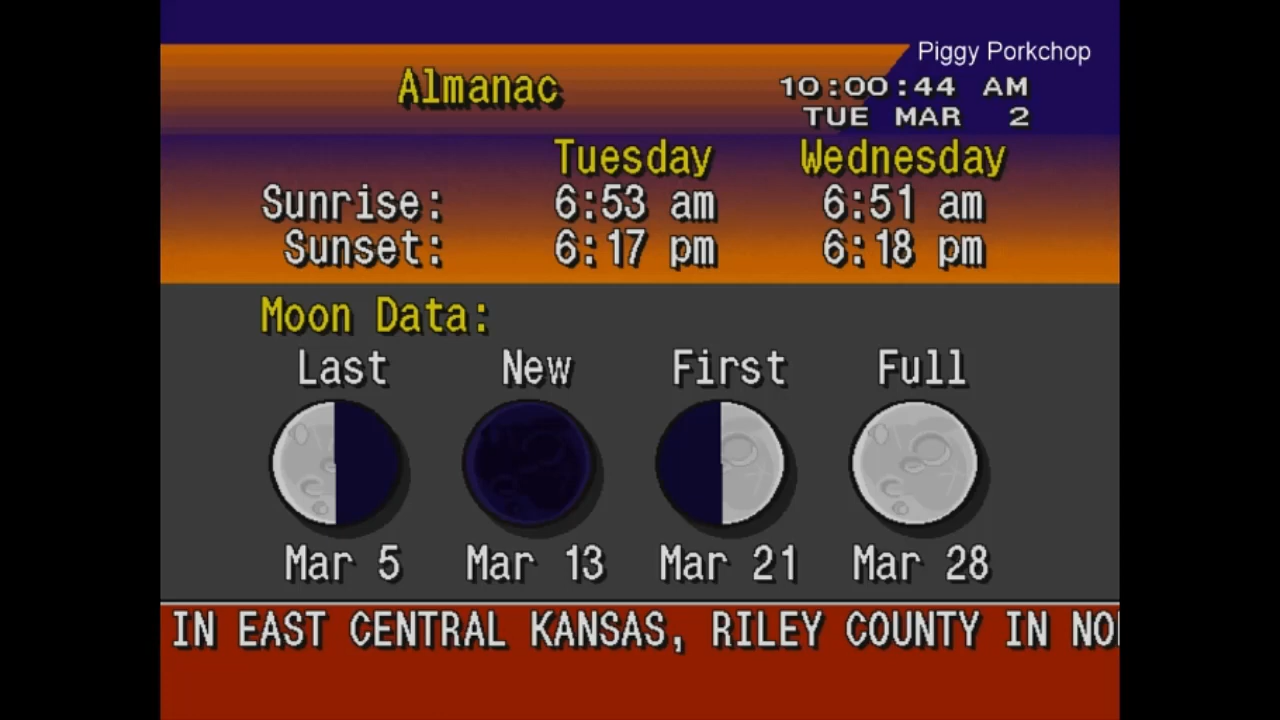 Piggy Porkchop
Almanac
10:00:44 AM
TUE MAR 2
Tuesday Wednesday
Sunrise: 6:53 am 6:51 am
Sunset: 6:17 pm 6:18 pm
Moon Data:
Last New First Full
Mar 5 Mar 13 Mar 21 Mar 28
IN EAST CENTRAL KANSAS, RILEY COUNTY IN NO